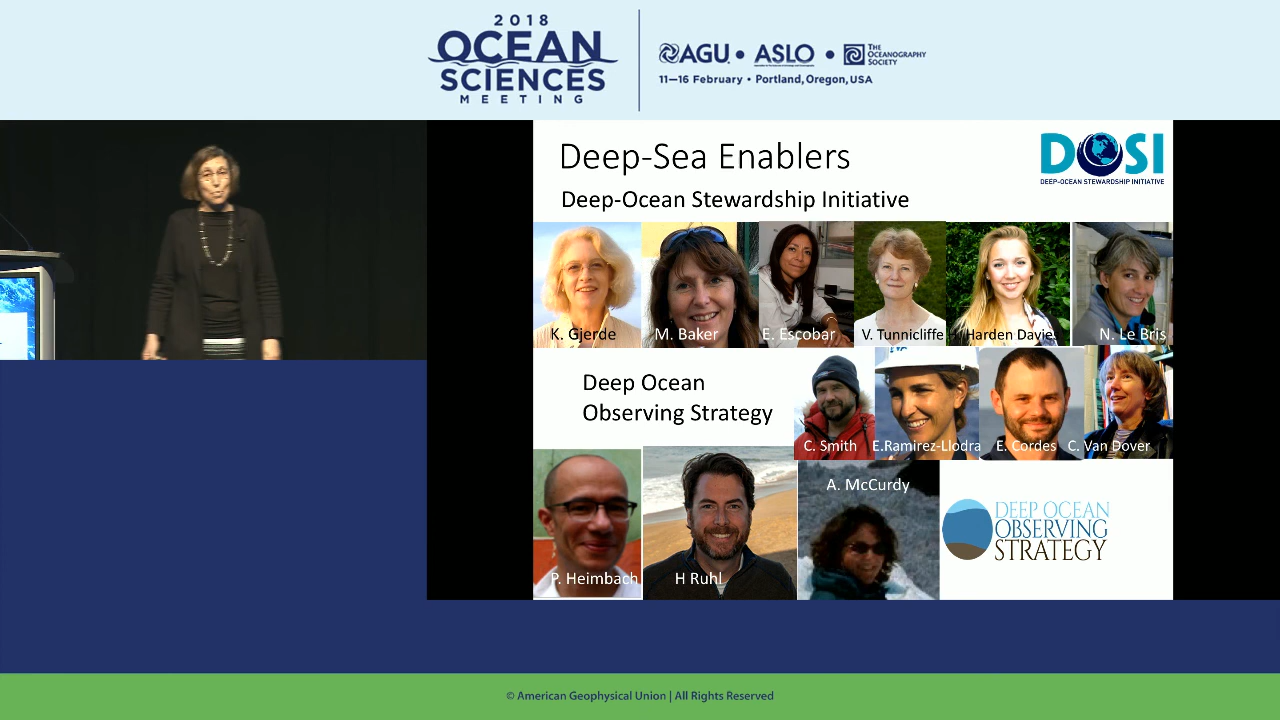 2018
OCEAN
SCIENCES
MEETING
AGU • ASLO • THE OCEANOGRAPHY SOCIETY
11–16 February • Portland, Oregon, USA
Deep-Sea Enablers
DOSI
DEEP-OCEAN STEWARDSHIP INITIATIVE
Deep-Ocean Stewardship Initiative
K. Gjerde M. Baker E. Escobar V. Tunnicliffe Harden Davies N. Le Bris
Deep Ocean
Observing Strategy
C. Smith E.Ramirez-Llodra E. Cordes C. Van Dover
A. McCurdy
DEEP OCEAN
OBSERVING
STRATEGY
P. Heimbach H Ruhl
© American Geophysical Union | All Rights Reserved